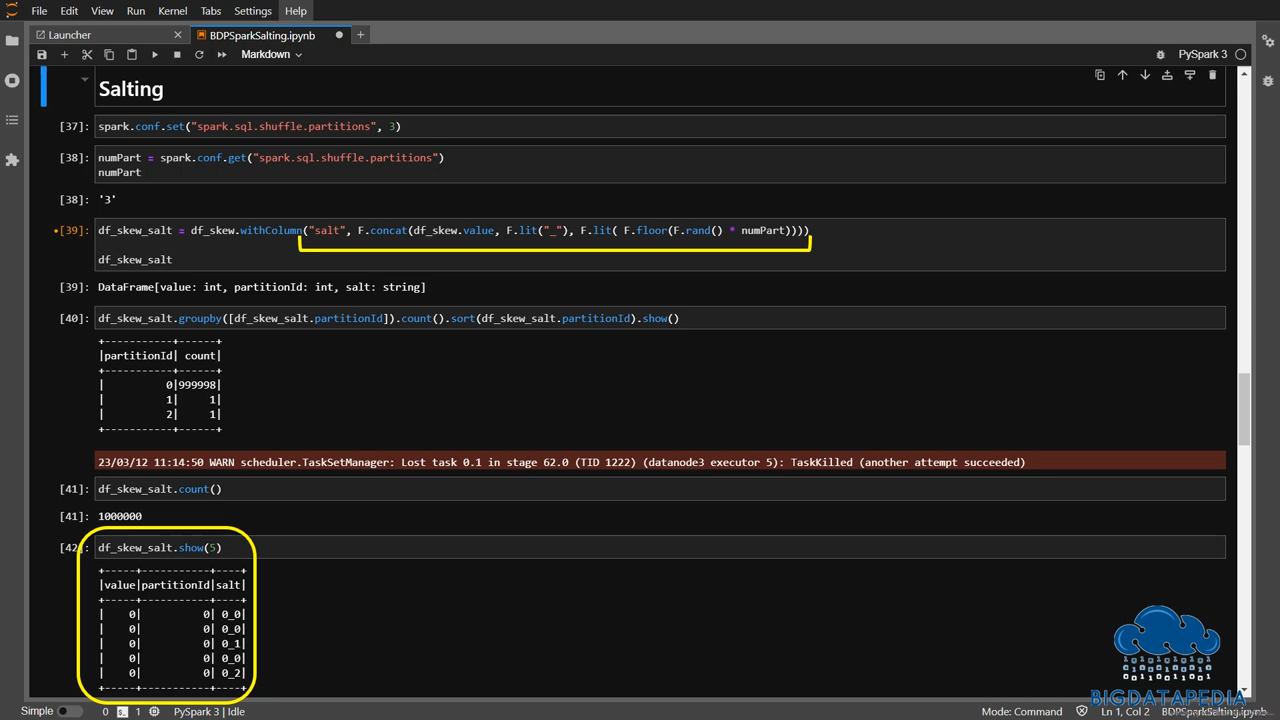 File Edit View Run Kernel Tabs Settings Help
Launcher
BDPSparkSalting.ipynb
Markdown
PySpark 3
Salting
[37]: spark.conf.set("spark.sql.shuffle.partitions", 3)
[38]: numPart = spark.conf.get("spark.sql.shuffle.partitions")
numPart
[38]: '3'
[39]: df_skew_salt = df_skew.withColumn("salt", F.concat(df_skew.value, F.lit("_"), F.lit( F.floor(F.rand() * numPart))))
df_skew_salt
[39]: DataFrame[value: int, partitionId: int, salt: string]
[40]: df_skew_salt.groupby([df_skew_salt.partitionId]).count().sort(df_skew_salt.partitionId).show()
+-----------+------+
|partitionId| count|
+-----------+------+
|          0|999998|
|          1|     1|
|          2|     1|
+-----------+------+
23/03/12 11:14:50 WARN scheduler.TaskSetManager: Lost task 0.1 in stage 62.0 (TID 1222) (datanode3 executor 5): TaskKilled (another attempt succeeded)
[41]: df_skew_salt.count()
[41]: 1000000
[42]: df_skew_salt.show(5)
+-----+-----------+----+
|value|partitionId|salt|
+-----+-----------+----+
|    0|          0| 0_0|
|    0|          0| 0_0|
|    0|          0| 0_1|
|    0|          0| 0_0|
|    0|          0| 0_2|
+-----+-----------+----+
BIGDATAPEDIA
Simple 0 1 PySpark 3 | Idle Mode: Command Ln 1, Col 2 BDPSparkSalting.ipynb